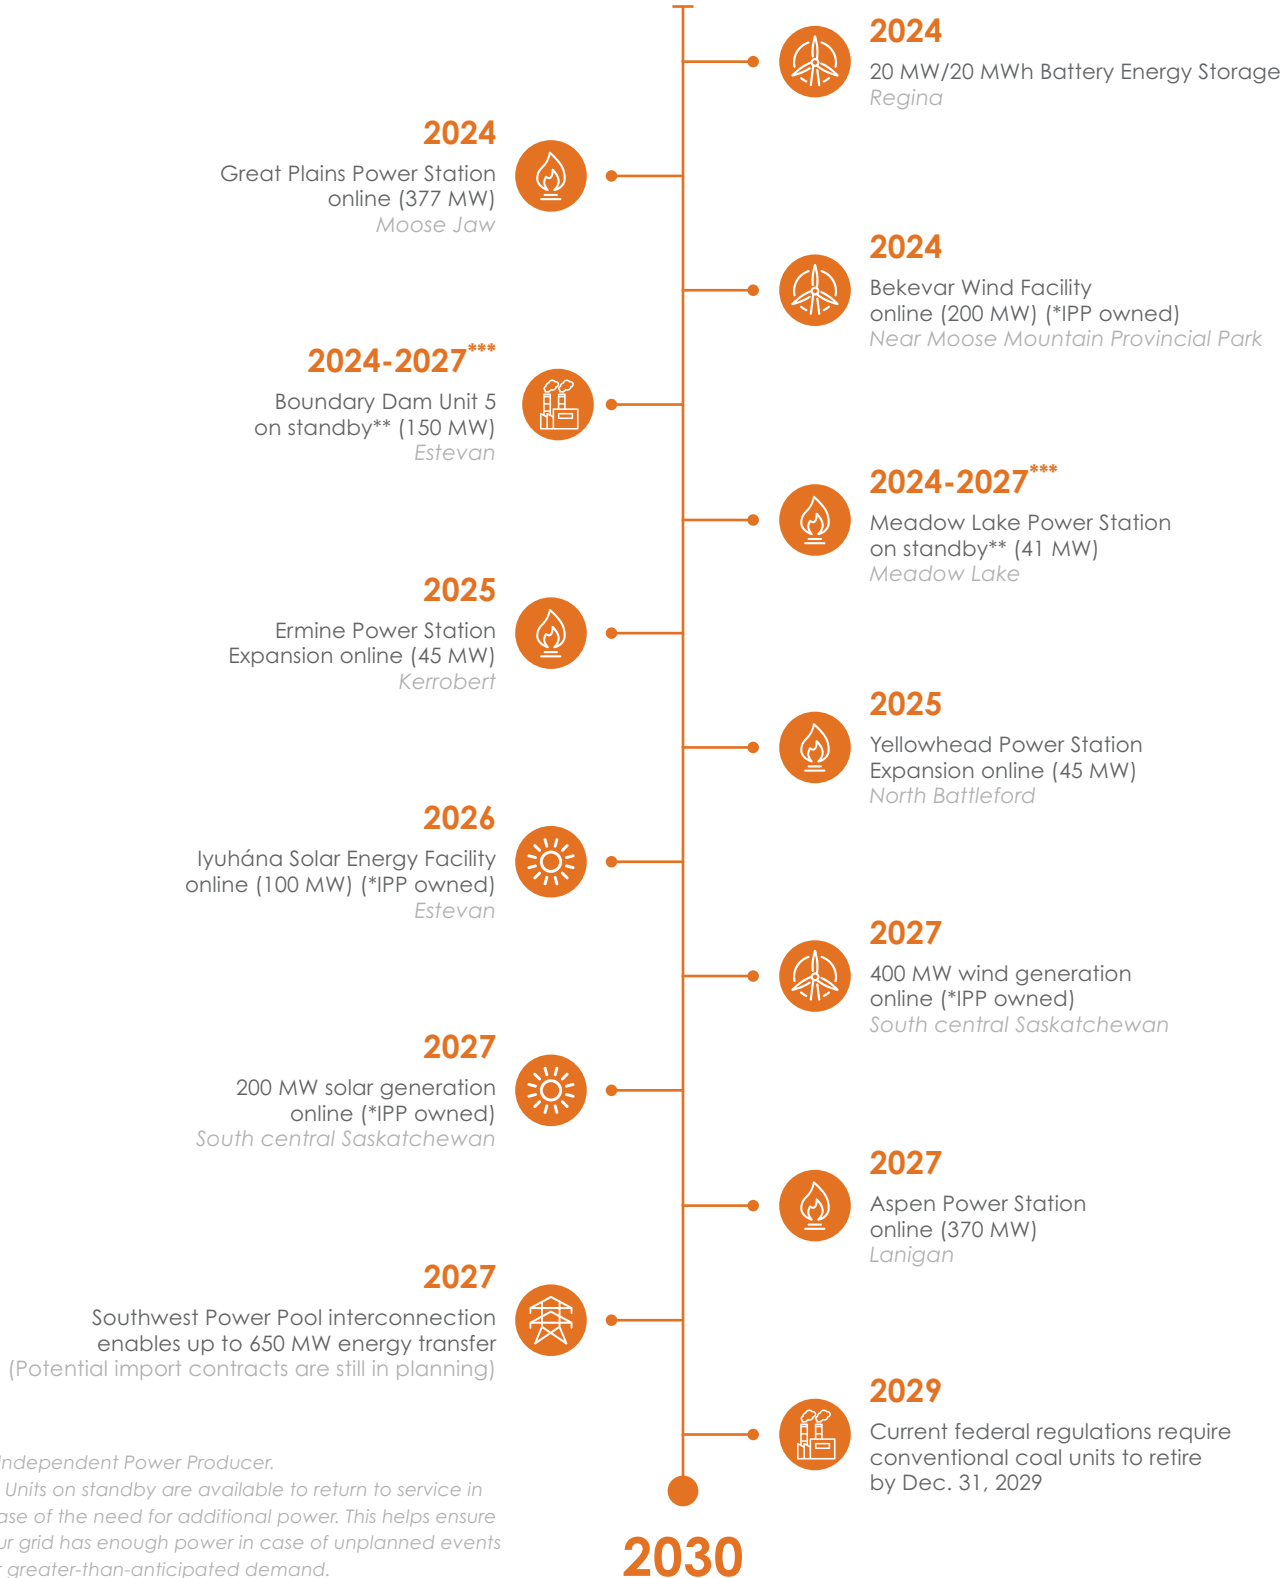 2024
20 MW/20 MWh Battery Energy Storage
Regina
2024
Great Plains Power Station
online (377 MW)
Moose Jaw
2024
Bekevar Wind Facility
online (200 MW) (*IPP owned)
Near Moose Mountain Provincial Park
2024-2027***
Boundary Dam Unit 5
on standby** (150 MW)
Estevan
2024-2027***
Meadow Lake Power Station
on standby** (41 MW)
Meadow Lake
2025
Ermine Power Station
Expansion online (45 MW)
Kerrobert
2025
Yellowhead Power Station
Expansion online (45 MW)
North Battleford
2026
Iyuhána Solar Energy Facility
online (100 MW) (*IPP owned)
Estevan
2027
400 MW wind generation
online (*IPP owned)
South central Saskatchewan
2027
200 MW solar generation
online (*IPP owned)
South central Saskatchewan
2027
Aspen Power Station
online (370 MW)
Lanigan
2027
Southwest Power Pool interconnection
enables up to 650 MW energy transfer
(Potential import contracts are still in planning)
2029
Current federal regulations require
conventional coal units to retire
by Dec. 31, 2029
Independent Power Producer.
Units on standby are available to return to service in
of the need for additional power. This helps ensure
grid has enough power in case of unplanned events
greater-than-anticipated demand.
2030